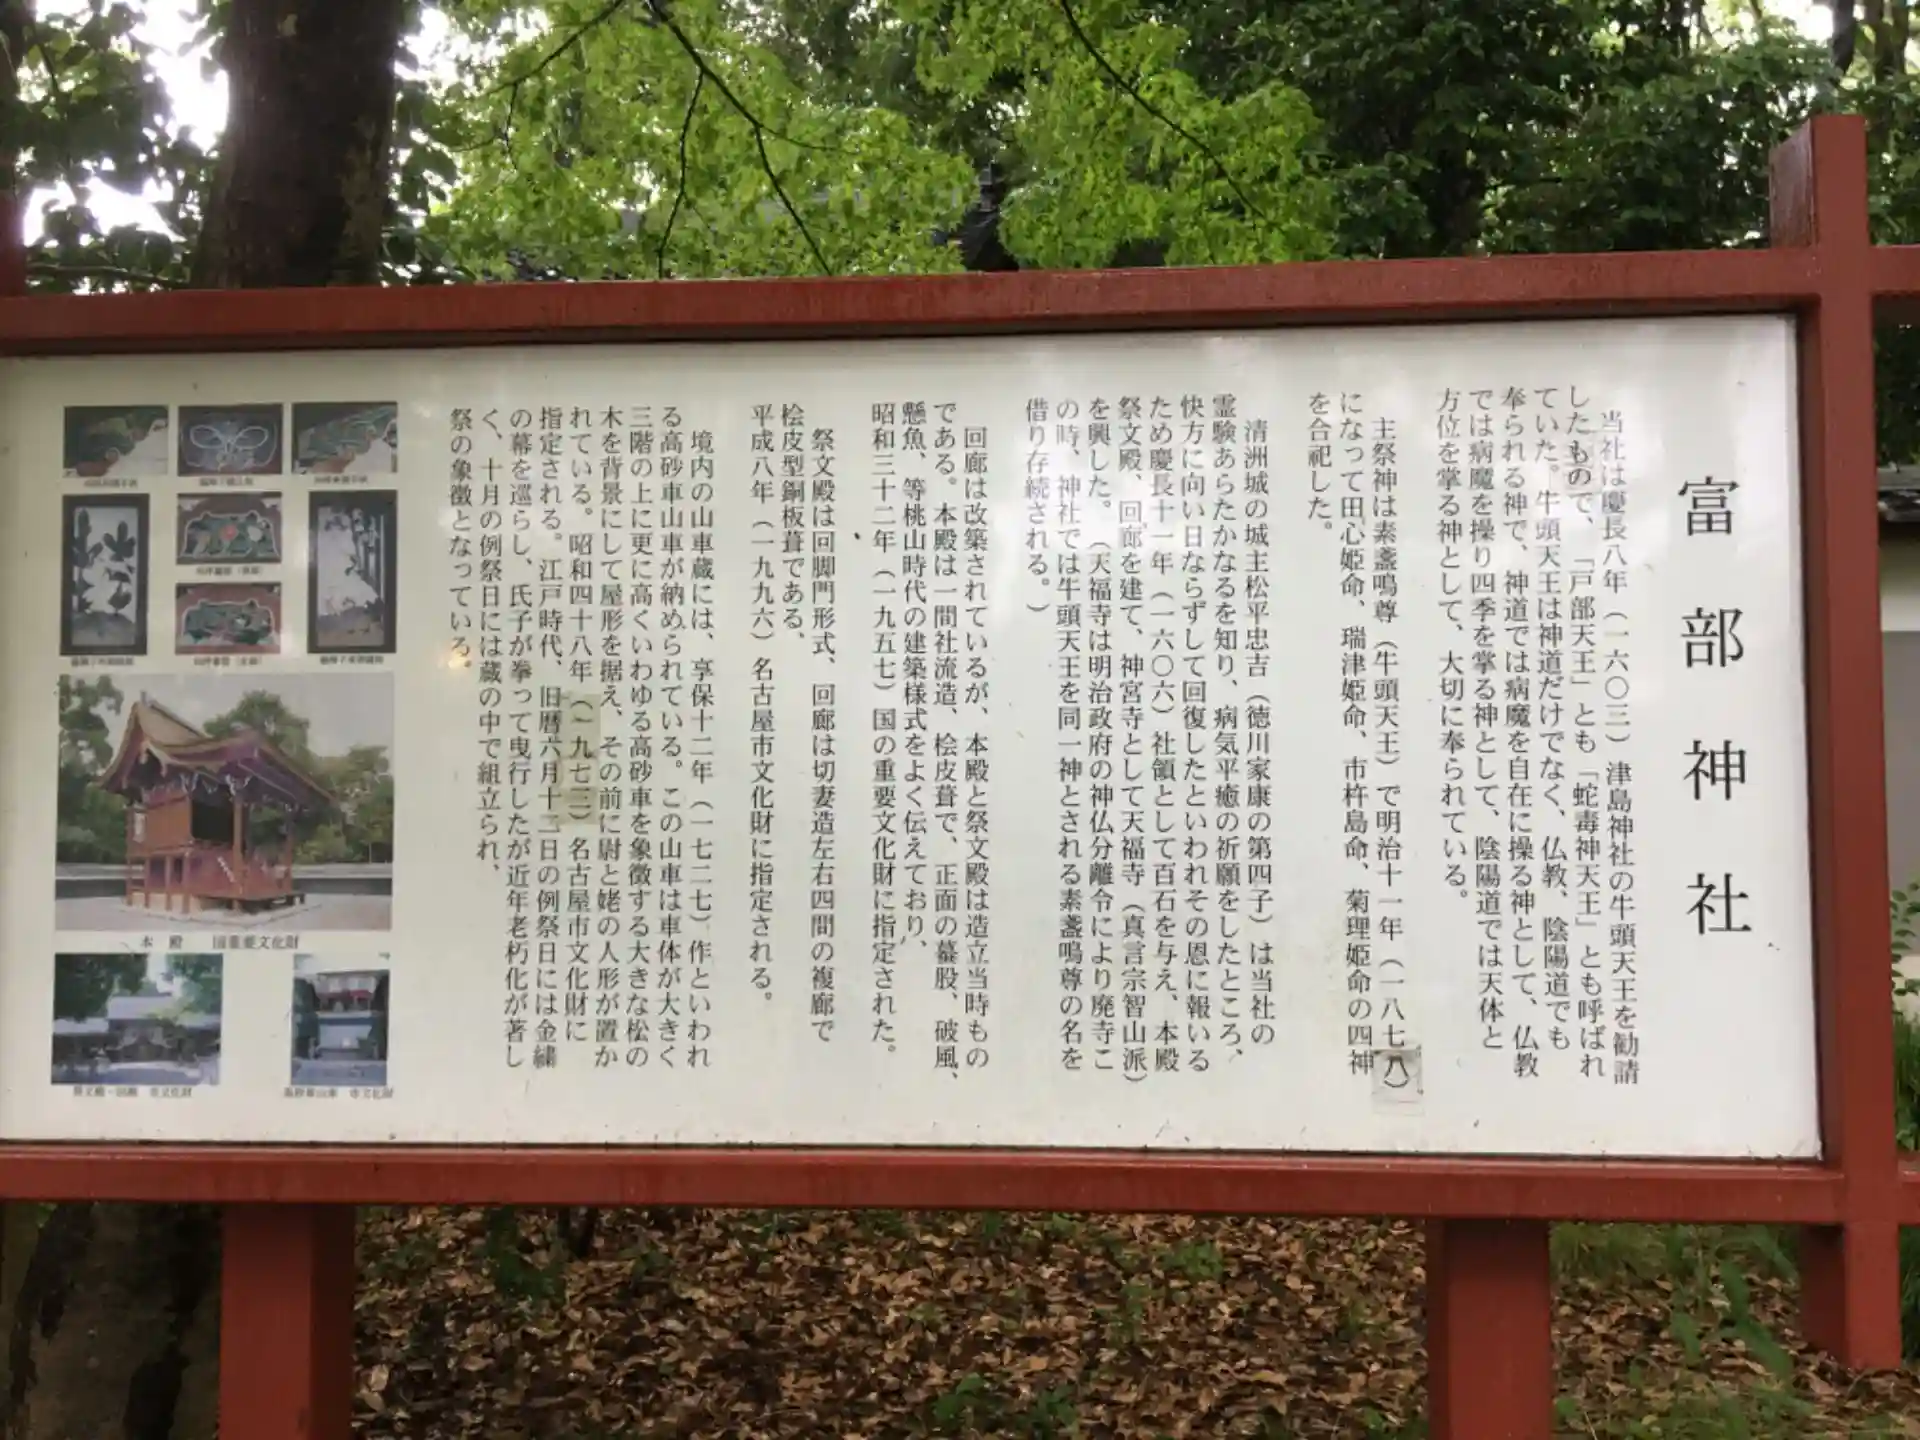 富部神社
当社は慶長八年（一六〇三）津島神社の牛頭天王を勧請
したもので、「戸部天王」とも「蛇毒神天王」とも呼ばれ
ていた。牛頭天王は神道だけでなく、仏教、陰陽道でも
奉られる神で、神道では病魔を自在に操る神として、仏教
では病魔を操り四季を掌る神として、陰陽道では天体と
方位を掌る神として、大切に奉られている。
主祭神は素盞鳴尊（牛頭天王）で明治十一年（一八七八）
になって田心姫命、瑞津姫命、市杵島命、菊理姫命の四神
を合祀した。
清洲城の城主松平忠吉（徳川家康の第四子）は当社の
霊験あらたかなるを知り、病気平癒の祈願をしたところ、
快方に向い日ならずして回復したといわれその恩に報いる
ため慶長十一年（一六〇六）社領として百石を与え、本殿
祭文殿、回廊を建て、神宮寺として天福寺（真言宗智山派）
を興した。（天福寺は明治政府の神仏分離令により廃寺こ
の時、神社では牛頭天王を同一神とされる素盞鳴尊の名を
借り存続される。）
回廊は改築されているが、本殿と祭文殿は造立当時もの
である。本殿は一間社流造、桧皮葺で、正面の蟇股、破風、
懸魚、等桃山時代の建築様式をよく伝えており、
昭和三十二年（一九五七）国の重要文化財に指定された。
祭文殿は回脚門形式、回廊は切妻造左右四間の複廊で
桧皮型銅板葺である、
平成八年（一九九六）名古屋市文化財に指定される。
境内の山車蔵には、享保十二年（一七二七）作といわれ
る高砂車山車が納められている。この山車は車体が大きく
三階の上に更に高くいわゆる高砂車を象徴する大きな松の
木を背景にして屋形を据え、その前に尉と姥の人形が置か
れている。昭和四十八年（一九七三）名古屋市文化財に
指定される。江戸時代、旧暦六月十二日の例祭日には金繍
の幕を巡らし、氏子が拳って曳行したが近年老朽化が著し
く、十月の例祭日には蔵の中で組立られ、
祭の象徴となっている。
本殿 国重要文化財
祭文殿・回廊 市文化財
高砂車山車 市文化財